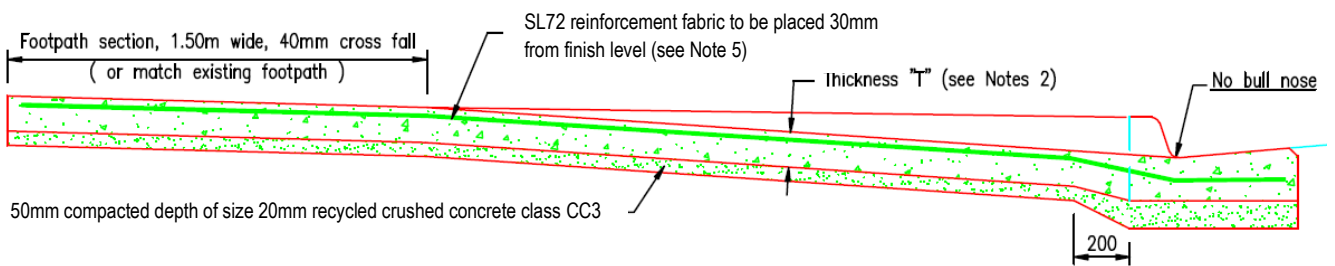 SL72 reinforcement fabric to be placed 30mm
from finish level (see Note 5)
Footpath section, 1.50m wide, 40mm cross fall
( or match existing footpath )
Thickness "T" (see Notes 2)
No bull nose
50mm compacted depth of size 20mm recycled crushed concrete class CC3
200